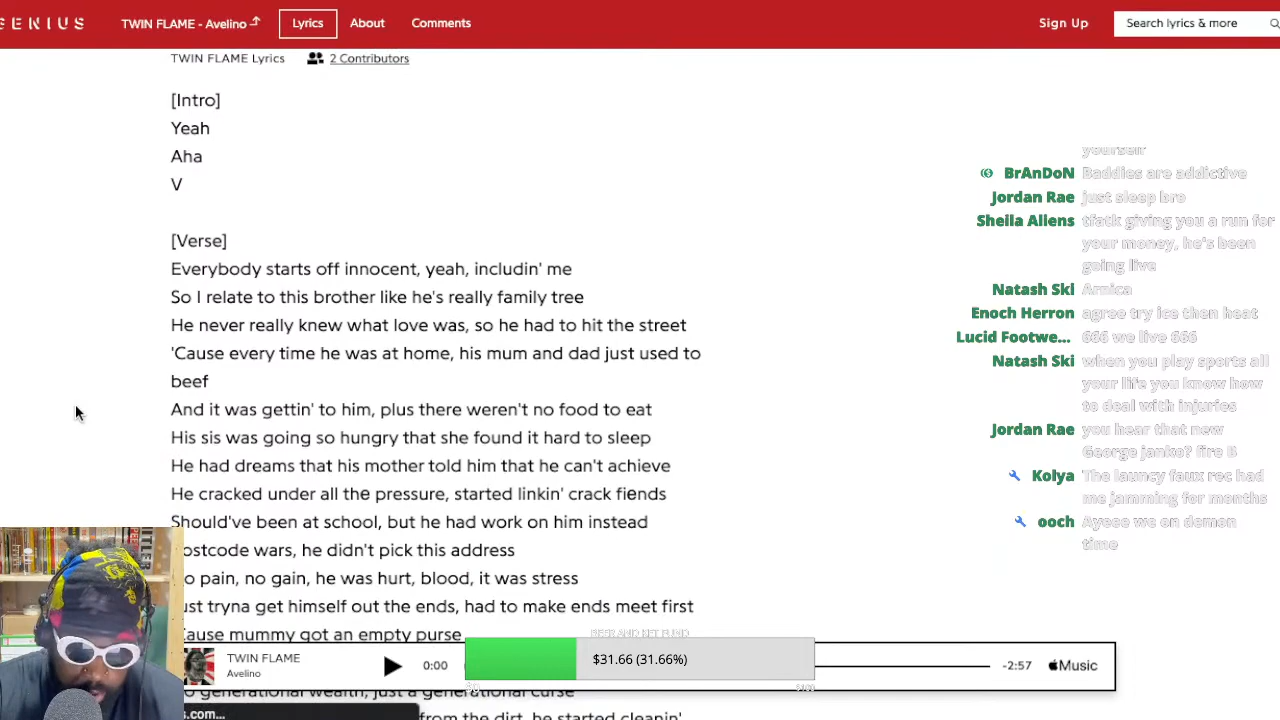 GENIUS
TWIN FLAME - Avelino
Lyrics
About
Comments
Sign Up
Search lyrics & more
TWIN FLAME Lyrics
2 Contributors
[Intro]
Yeah
Aha
V
[Verse]
Everybody starts off innocent, yeah, includin' me
So I relate to this brother like he's really family tree
He never really knew what love was, so he had to hit the street
'Cause every time he was at home, his mum and dad just used to
beef
And it was gettin' to him, plus there weren't no food to eat
His sis was going so hungry that she found it hard to sleep
He had dreams that his mother told him that he can't achieve
He cracked under all the pressure, started linkin' crack fiends
Should've been at school, but he had work on him instead
ostcode wars, he didn't pick this address
o pain, no gain, he was hurt, blood, it was stress
ust tryna get himself out the ends, had to make ends meet first
Cause mummy got an empty purse
o generational wealth, just a generational curse
from the dirt, he started cleanin'
yourself
BrAnDoN Baddies are addictive
Jordan Rae just sleep bro
Sheila Allens tfatk giving you a run for
your money, he's been
going live
Natash Ski Arnica
Enoch Herron agree try ice then heat
Lucid Footwe... 666 we live 666
Natash Ski when you play sports all
your life you know how
to deal with injuries
Jordan Rae you hear that new
George janko? fire B
Kolya The launcy faux rec had
me jamming for months
ooch Ayeee we on demon
time
BEER AND NET FUND
$31.66 (31.66%)
TWIN FLAME
Avelino
0:00
-2:57
Music
s.com...